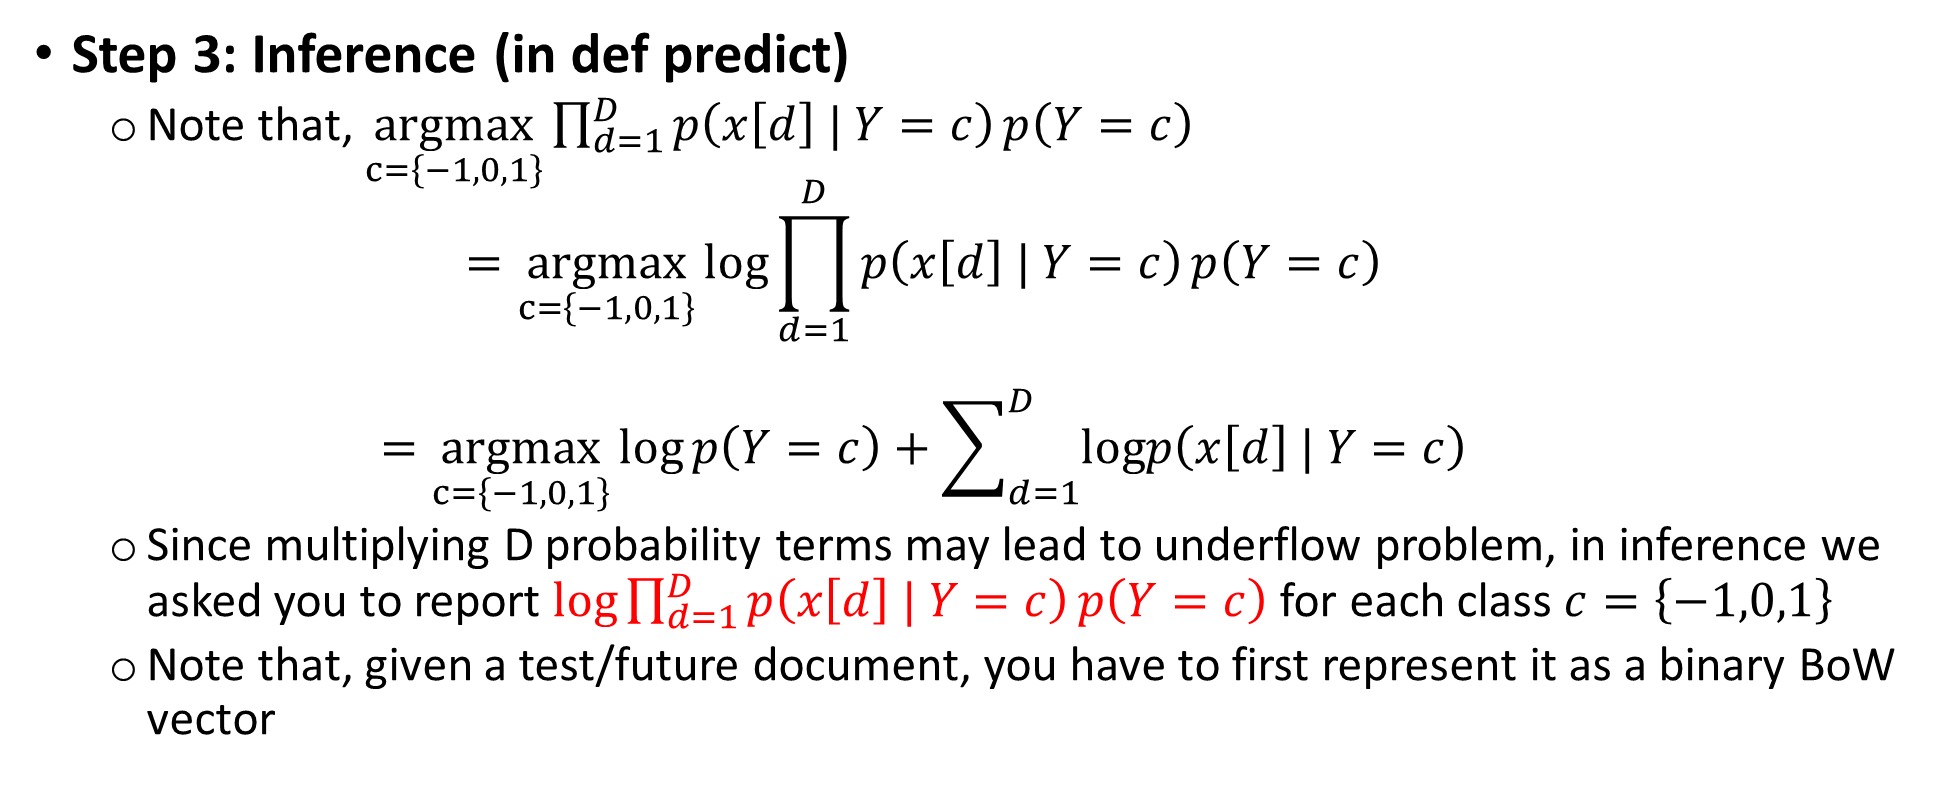 • Step 3: Inference (in def predict)
○ Note that, argmax_{c={−1,0,1}} ∏_{d=1}^{D} p(x[d] | Y = c) p(Y = c)
= argmax_{c={−1,0,1}} log ∏_{d=1}^{D} p(x[d] | Y = c) p(Y = c)
= argmax_{c={−1,0,1}} log p(Y = c) + ∑_{d=1}^{D} logp(x[d] | Y = c)
○ Since multiplying D probability terms may lead to underflow problem, in inference we
asked you to report log ∏_{d=1}^{D} p(x[d] | Y = c) p(Y = c) for each class c = {−1,0,1}
○ Note that, given a test/future document, you have to first represent it as a binary BoW
vector